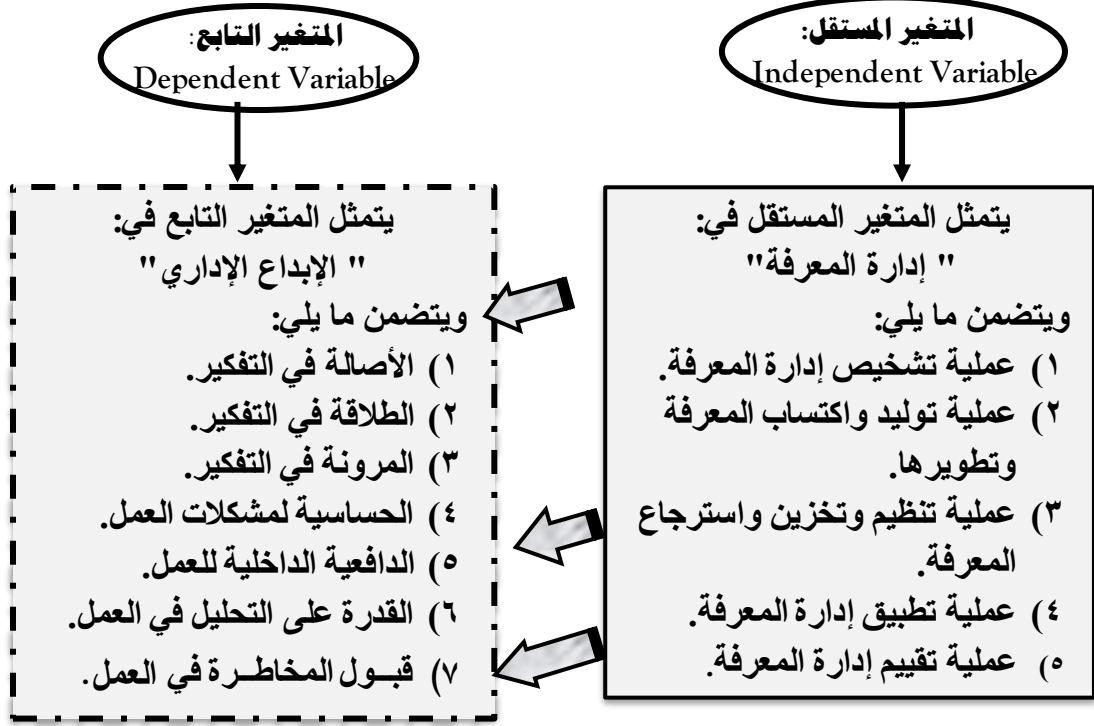 المتغير المستقل:
Independent Variable
يتمثل المتغير المستقل في:
" إدارة المعرفة"
ويتضمن ما يلي:
١) عملية تشخيص إدارة المعرفة.
٢) عملية توليد واكتساب المعرفة
وتطويرها.
٣) عملية تنظيم وتخزين واسترجاع
المعرفة.
٤) عملية تطبيق إدارة المعرفة.
٥) عملية تقييم إدارة المعرفة.
المتغير التابع:
Dependent Variable
يتمثل المتغير التابع في:
" الإبداع الإداري"
ويتضمن ما يلي:
١) الأصالة في التفكير.
٢) الطلاقة في التفكير.
٣) المرونة في التفكير.
٤) الحساسية لمشكلات العمل.
٥) الدافعية الداخلية للعمل.
٦) القدرة على التحليل في العمل.
٧) قبـول المخاطـرة في العمل.